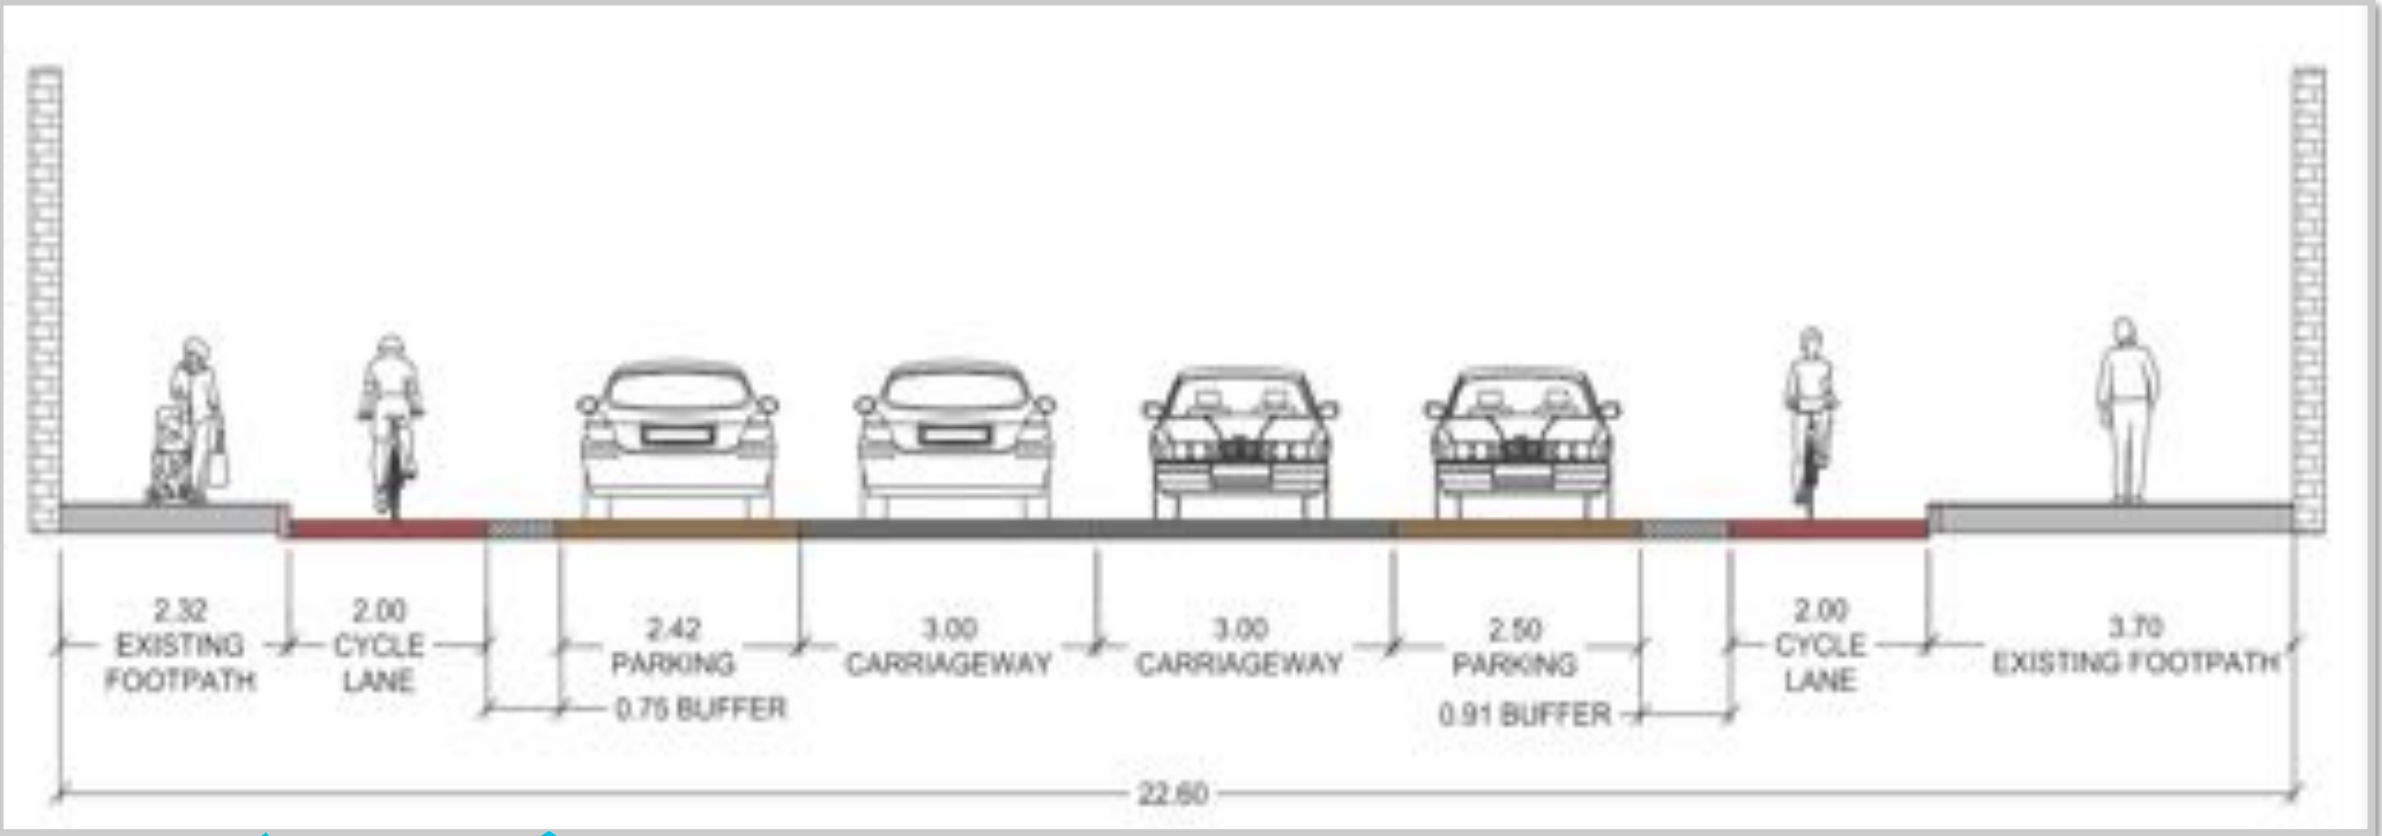 2.32
EXISTING
FOOTPATH
2.00
CYCLE
LANE
0.75 BUFFER
2.42
PARKING
3.00
CARRIAGEWAY
3.00
CARRIAGEWAY
2.50
PARKING
0.91 BUFFER
2.00
CYCLE
LANE
3.70
EXISTING FOOTPATH
22.60